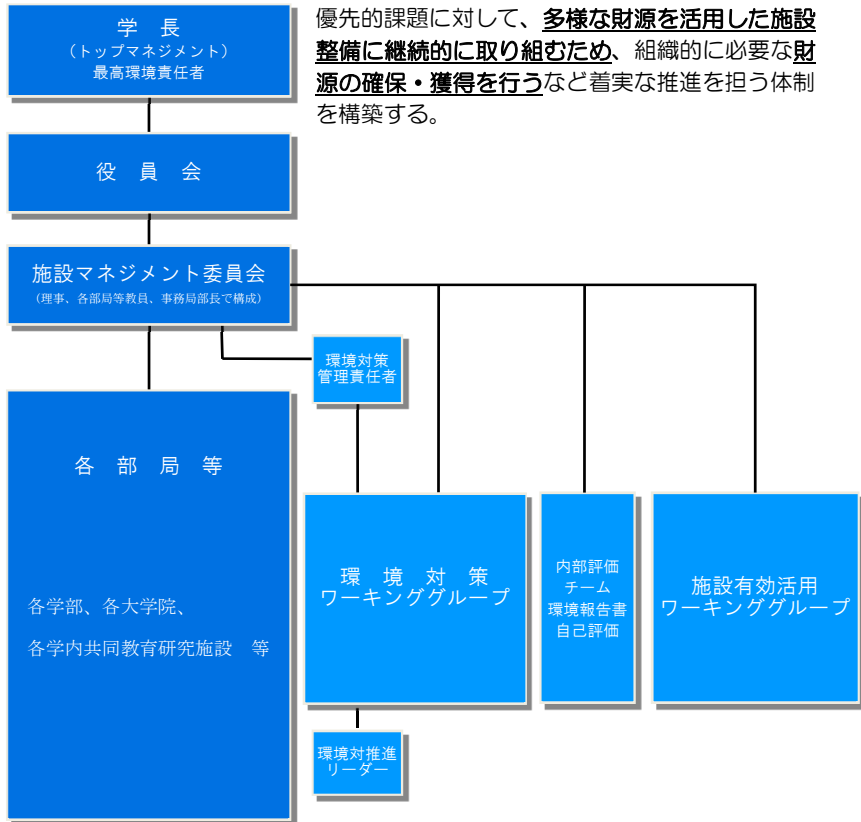 学　長
（トップマネジメント）
最高環境責任者
優先的課題に対して、多様な財源を活用した施設
整備に継続的に取り組むため、組織的に必要な財
源の確保・獲得を行うなど着実な推進を担う体制
を構築する。
役　員　会
施設マネジメント委員会
（理事、各部局等教員、事務局部長で構成）
環境対策
管理責任者
各　部　局　等
各学部、各大学院、
各学内共同教育研究施設　等
環　境　対　策
ワーキンググループ
内部評価
チーム
環境報告書
自己評価
施設有効活用
ワーキンググループ
環境対推進
リーダー